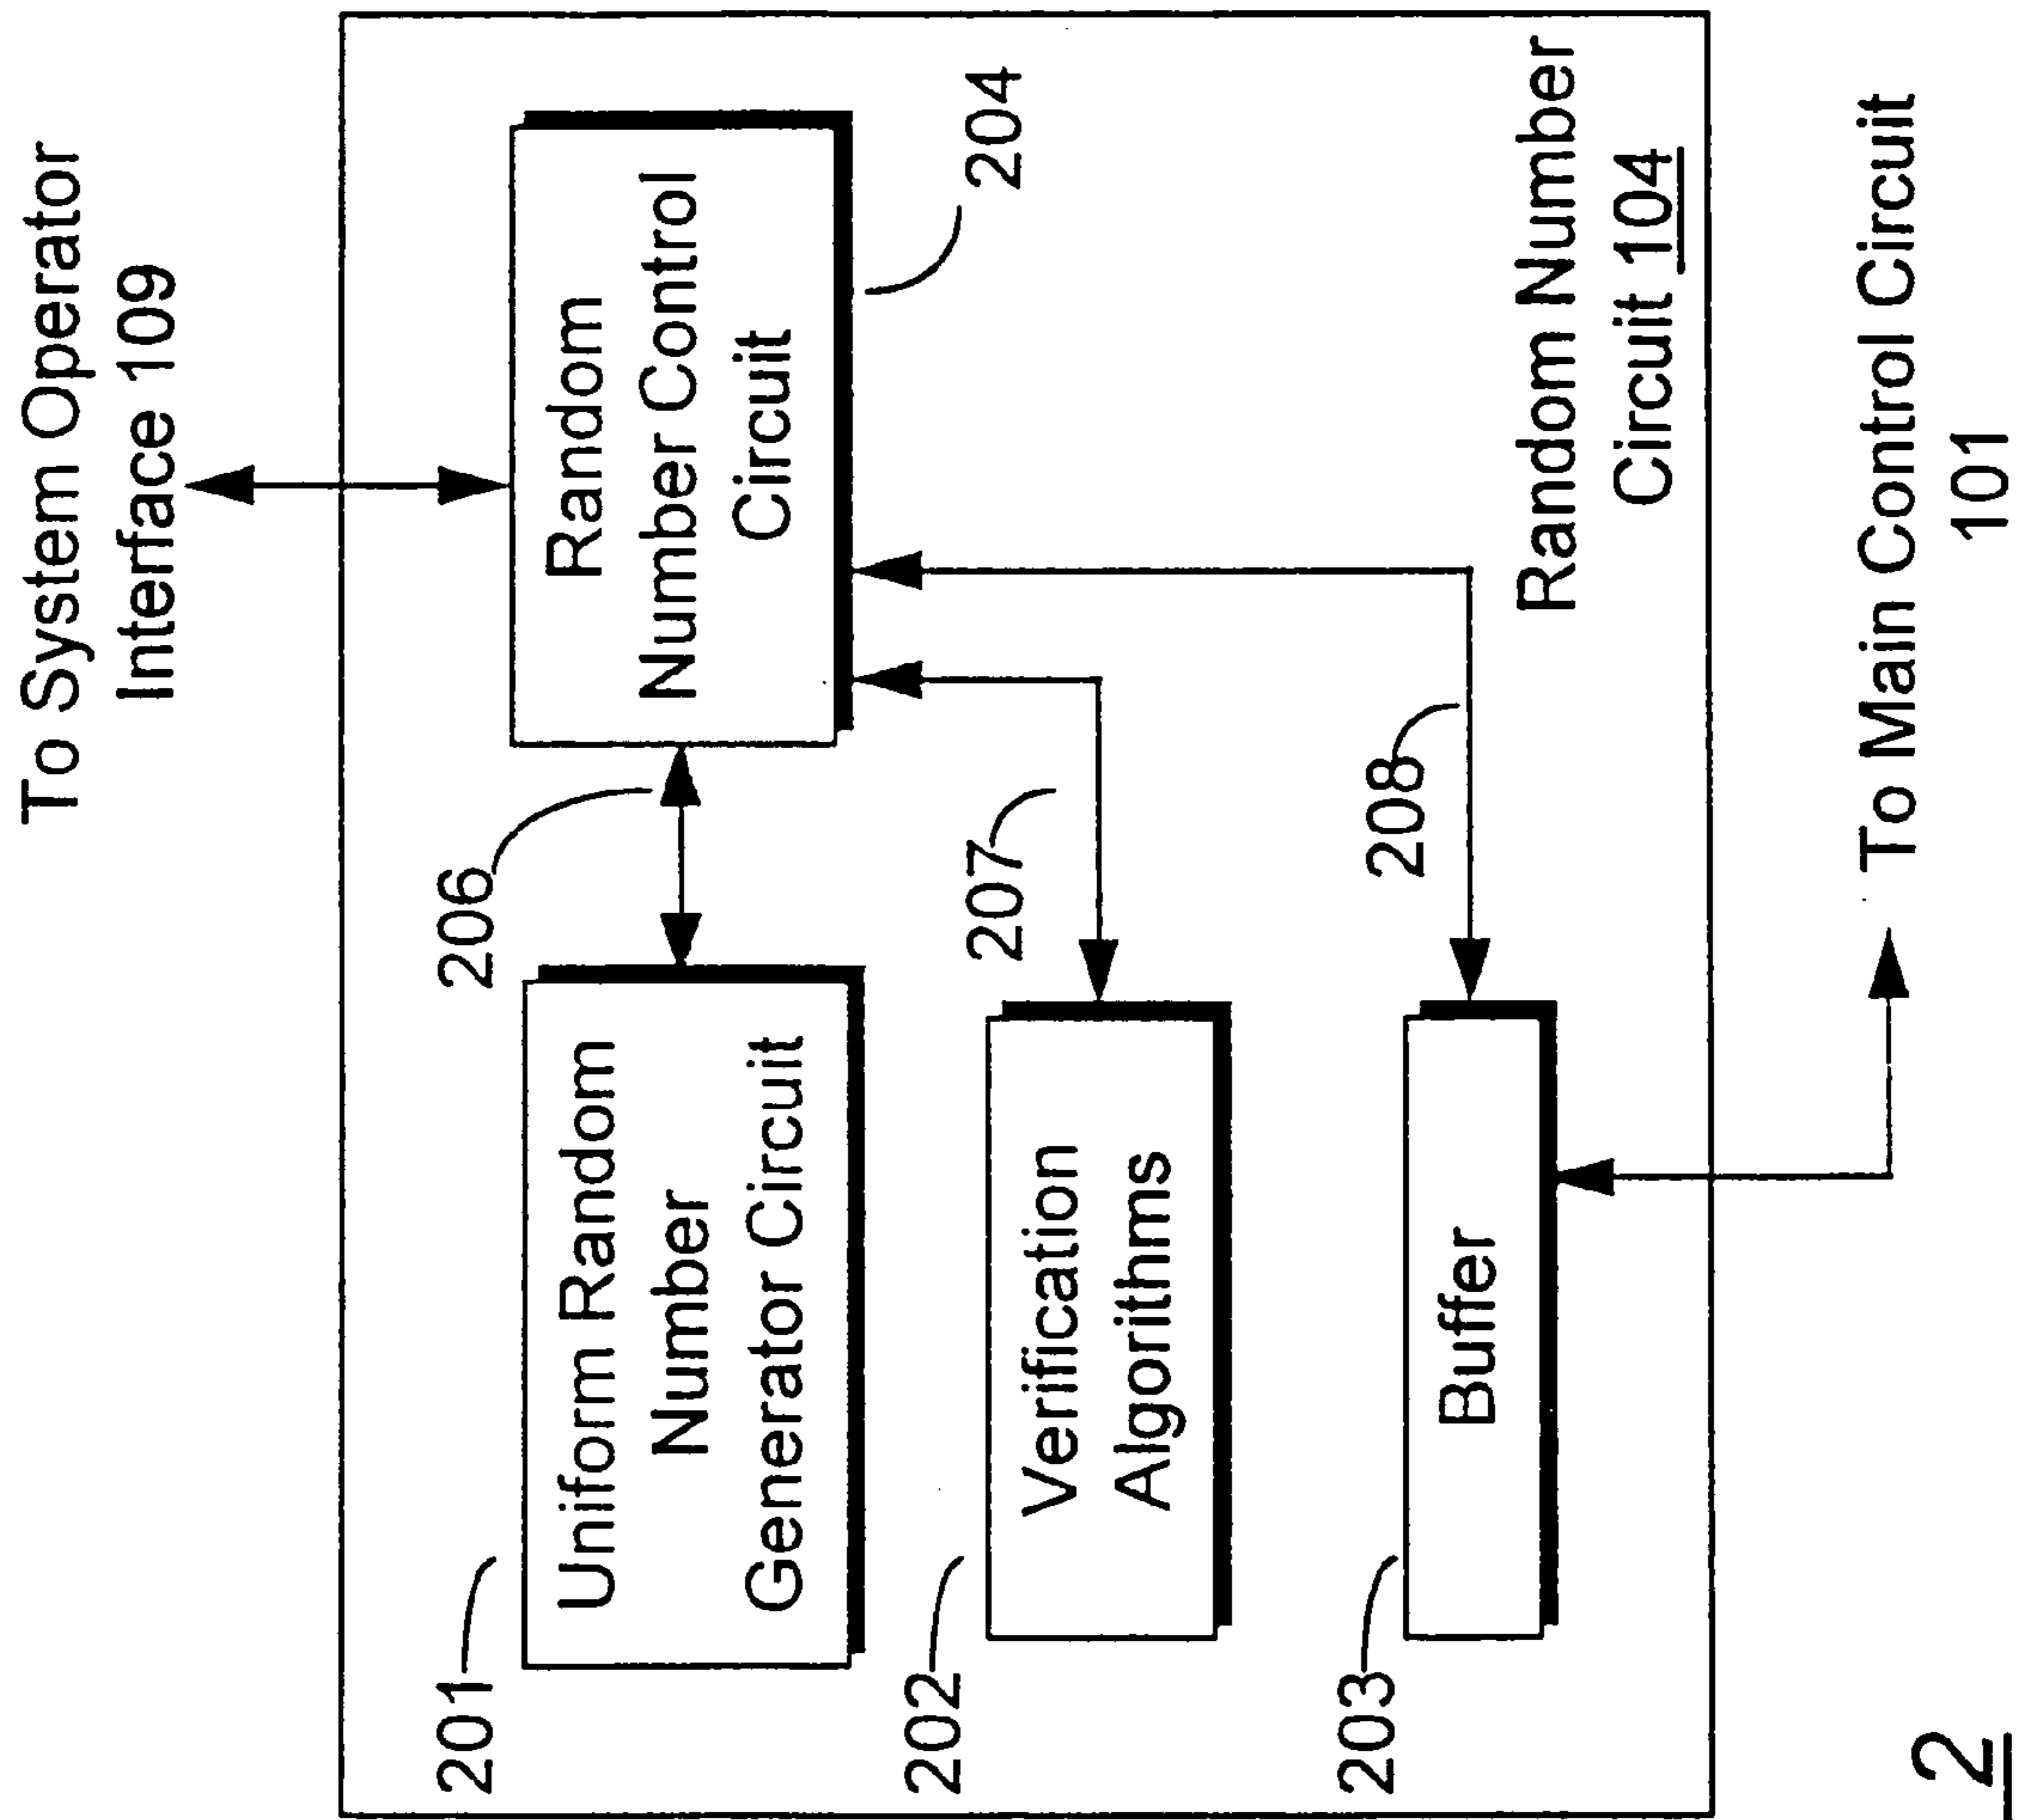 To System Operator
Interface 109
201
Uniform Random
Number
Generator Circuit
206
Random
Number Control
Circuit
204
202
Verification
Algorithms
207
203
Buffer
208
Random Number
Circuit 104
To Main Control Circuit
101
2